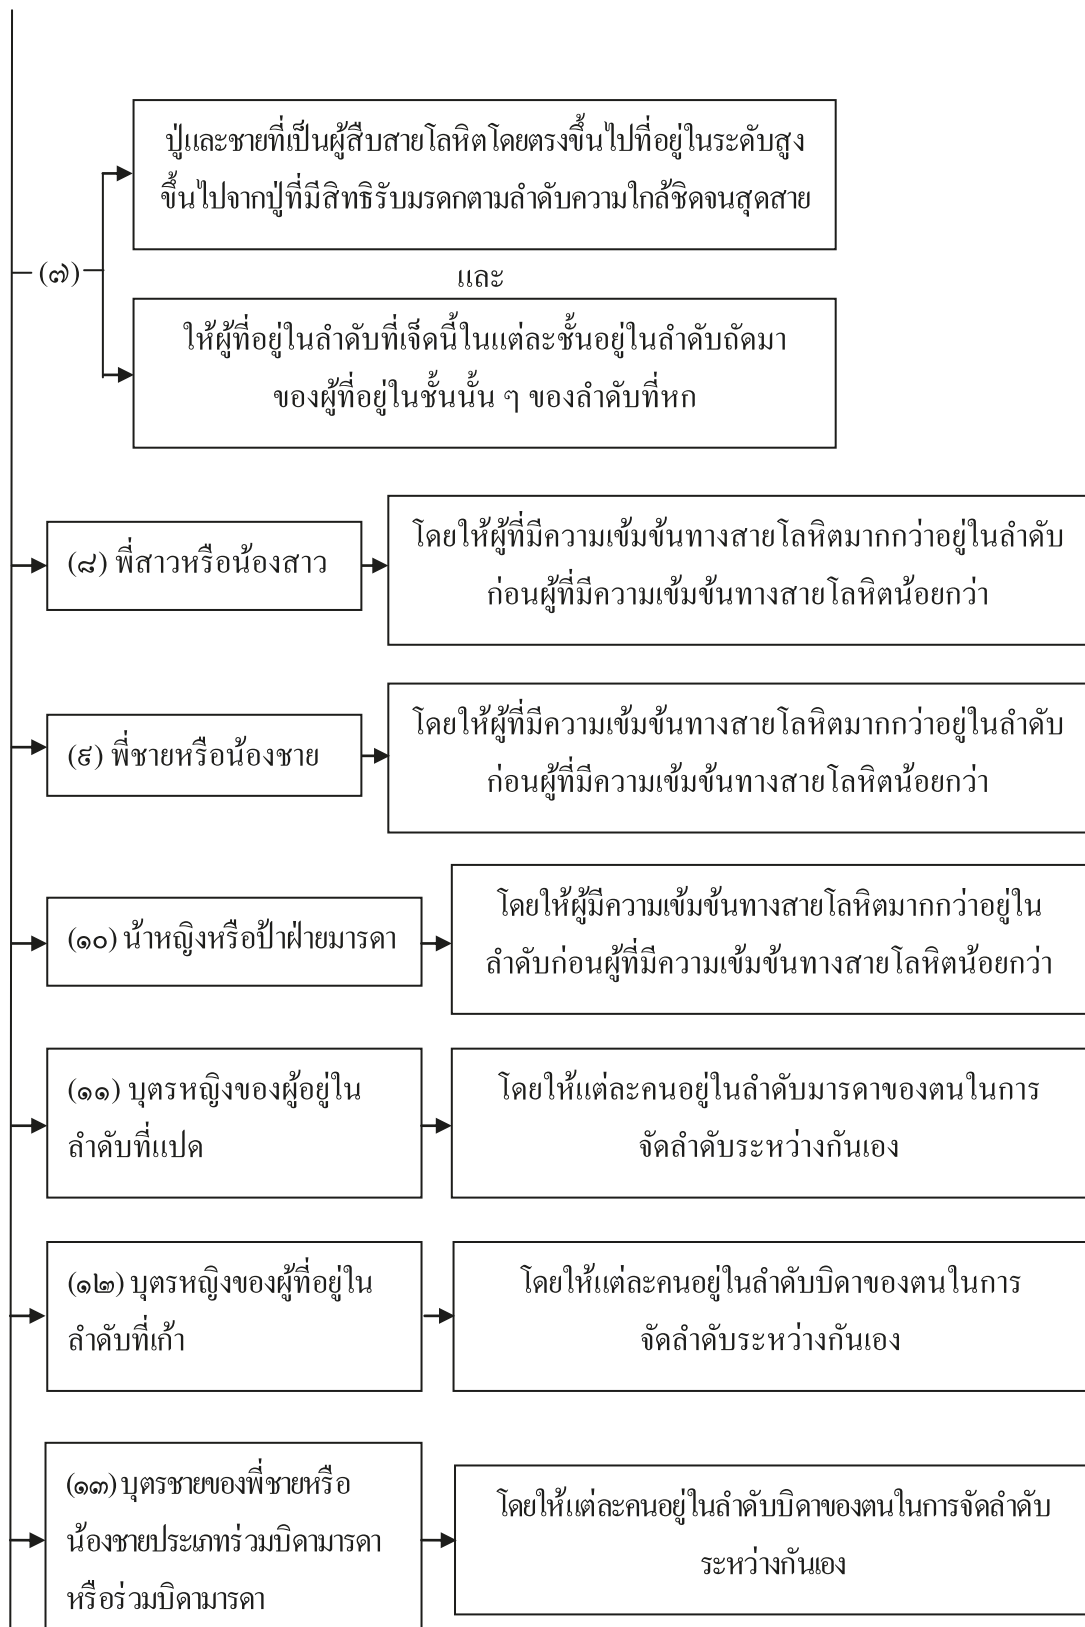 ปู่และชายที่เป็นผู้สืบสายโลหิตโดยตรงขึ้นไปที่อยู่ในระดับสูง
ขึ้นไปจากปู่ที่มีสิทธิรับมรดกตามลำดับความใกล้ชิดจนสุดสาย
(๗)
และ
ให้ผู้ที่อยู่ในลำดับที่เจ็ดนี้ในแต่ละชั้นอยู่ในลำดับถัดมา
ของผู้ที่อยู่ในชั้นนั้น ๆ ของลำดับที่หก
(๘) พี่สาวหรือน้องสาว
โดยให้ผู้ที่มีความเข้มข้นทางสายโลหิตมากกว่าอยู่ในลำดับ
ก่อนผู้ที่มีความเข้มข้นทางสายโลหิตน้อยกว่า
(๙) พี่ชายหรือน้องชาย
โดยให้ผู้ที่มีความเข้มข้นทางสายโลหิตมากกว่าอยู่ในลำดับ
ก่อนผู้ที่มีความเข้มข้นทางสายโลหิตน้อยกว่า
(๑๐) น้าหญิงหรือป้าฝ่ายมารดา
โดยให้ผู้มีความเข้มข้นทางสายโลหิตมากกว่าอยู่ใน
ลำดับก่อนผู้ที่มีความเข้มข้นทางสายโลหิตน้อยกว่า
(๑๑) บุตรหญิงของผู้อยู่ใน
ลำดับที่แปด
โดยให้แต่ละคนอยู่ในลำดับมารดาของตนในการ
จัดลำดับระหว่างกันเอง
(๑๒) บุตรหญิงของผู้ที่อยู่ใน
ลำดับที่เก้า
โดยให้แต่ละคนอยู่ในลำดับบิดาของตนในการ
จัดลำดับระหว่างกันเอง
(๑๓) บุตรชายของพี่ชายหรือ
น้องชายประเภทร่วมบิดามารดา
หรือร่วมบิดามารดา
โดยให้แต่ละคนอยู่ในลำดับบิดาของตนในการจัดลำดับ
ระหว่างกันเอง